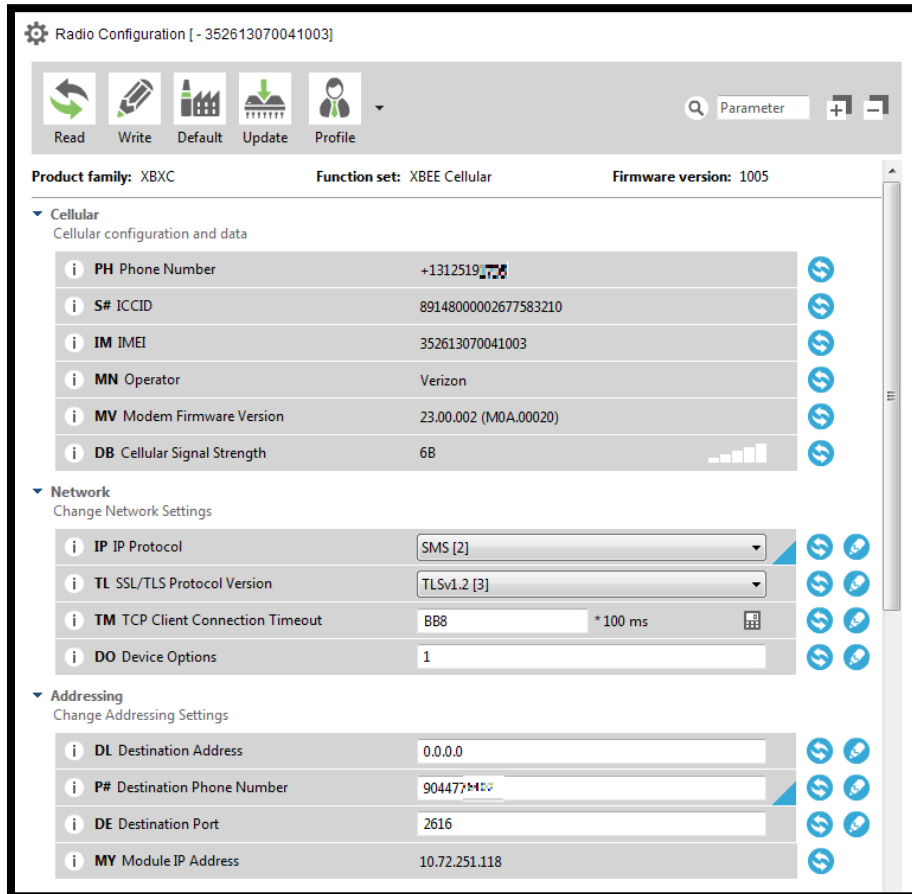 Radio Configuration [ - 352613070041003]
Read Write Default Update Profile Parameter
Product family: XBXC Function set: XBEE Cellular Firmware version: 1005
Cellular
Cellular configuration and data
i PH Phone Number +1312519
i S# ICCID 89148000002677583210
i IM IMEI 352613070041003
i MN Operator Verizon
i MV Modem Firmware Version 23.00.002 (M0A.00020)
i DB Cellular Signal Strength 6B
Network
Change Network Settings
i IP IP Protocol SMS [2]
i TL SSL/TLS Protocol Version TLSv1.2 [3]
i TM TCP Client Connection Timeout BB8 * 100 ms
i DO Device Options 1
Addressing
Change Addressing Settings
i DL Destination Address 0.0.0.0
i P# Destination Phone Number 90447
i DE Destination Port 2616
i MY Module IP Address 10.72.251.118